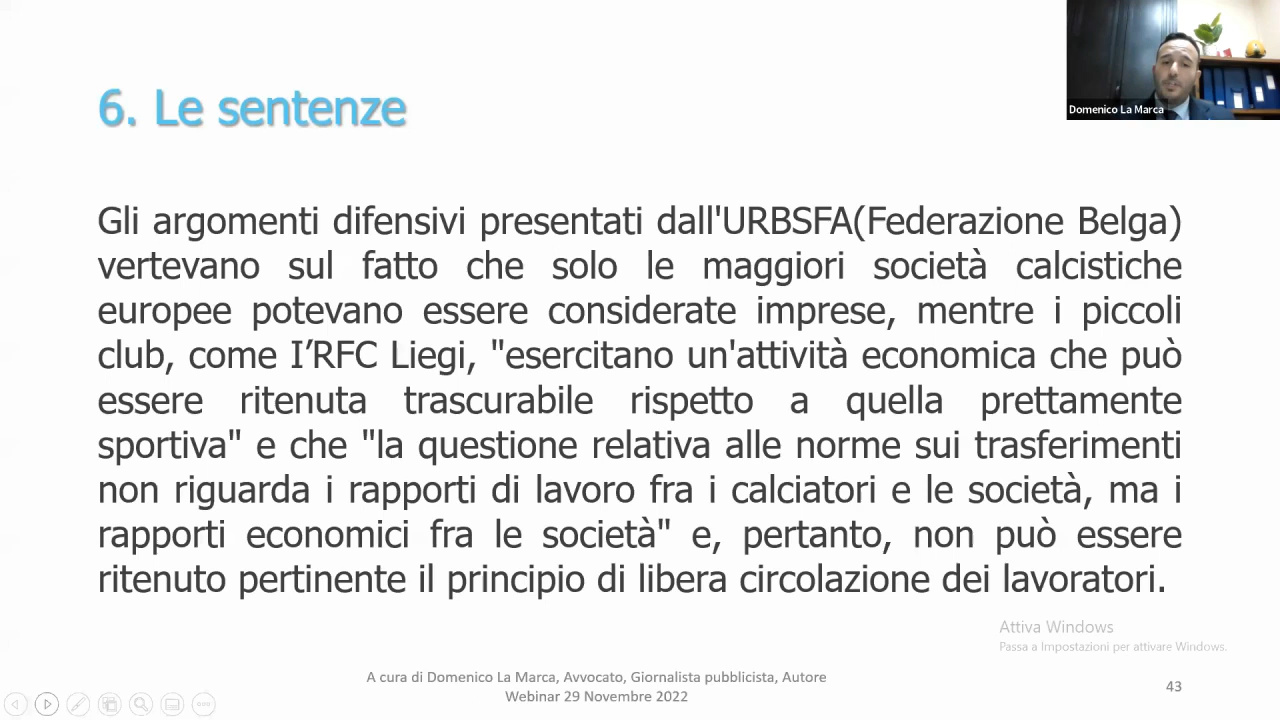 Domenico La Marca
6. Le sentenze
Gli argomenti difensivi presentati dall'URBSFA(Federazione Belga)
vertevano sul fatto che solo le maggiori società calcistiche
europee potevano essere considerate imprese, mentre i piccoli
club, come I’RFC Liegi, "esercitano un'attività economica che può
essere ritenuta trascurabile rispetto a quella prettamente
sportiva" e che "la questione relativa alle norme sui trasferimenti
non riguarda i rapporti di lavoro fra i calciatori e le società, ma i
rapporti economici fra le società" e, pertanto, non può essere
ritenuto pertinente il principio di libera circolazione dei lavoratori.
Attiva Windows
Passa a Impostazioni per attivare Windows.
A cura di Domenico La Marca, Avvocato, Giornalista pubblicista, Autore
Webinar 29 Novembre 2022
43